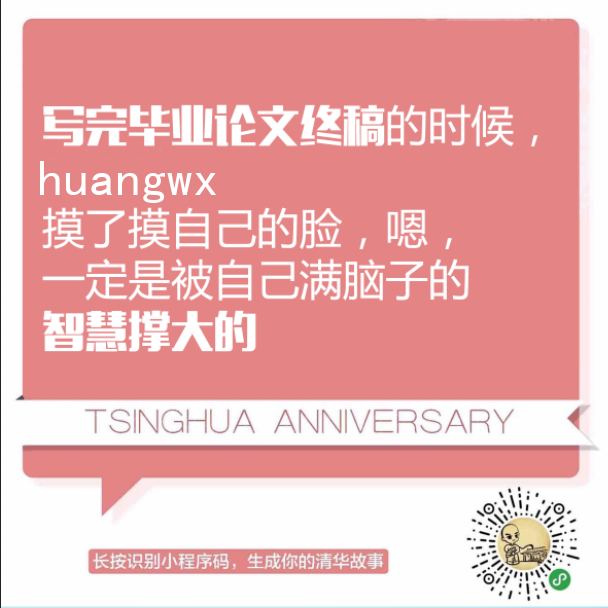 写完毕业论文终稿的时候，
huangwx
摸了摸自己的脸，嗯，
一定是被自己满脑子的
智慧撑大的
TSINGHUA ANNIVERSARY
长按识别小程序码，生成你的清华故事